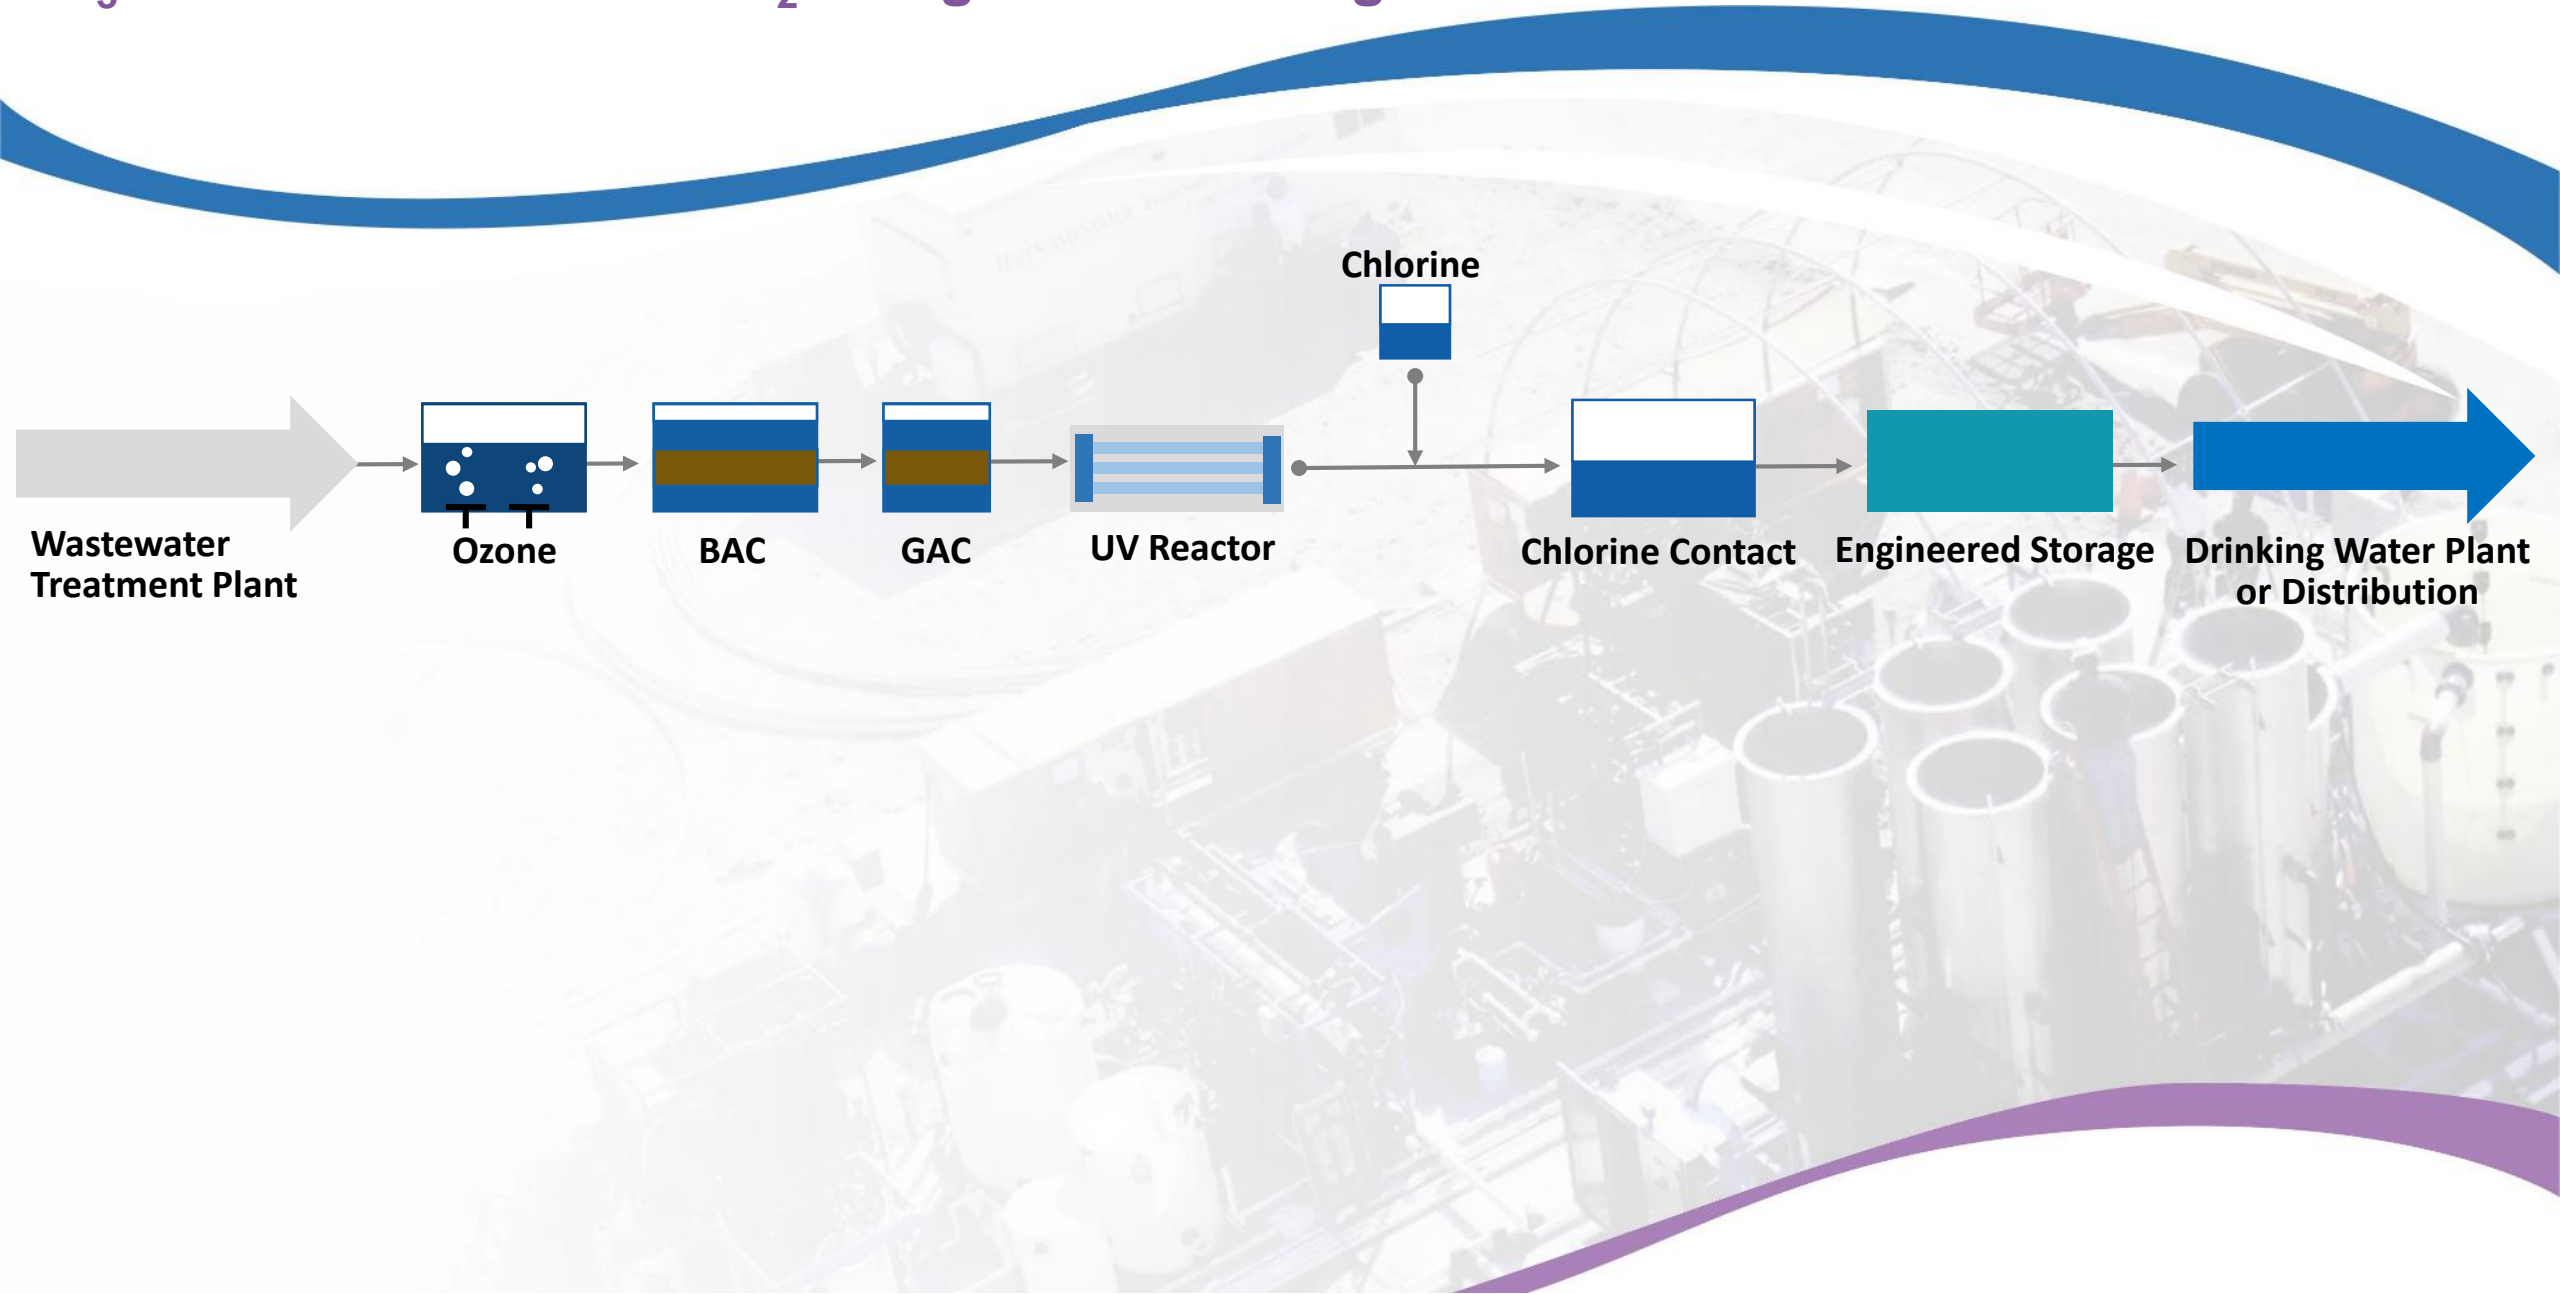 Chlorine
Wastewater
Treatment Plant
Ozone
BAC
GAC
UV Reactor
Chlorine Contact
Engineered Storage
Drinking Water Plant
or Distribution